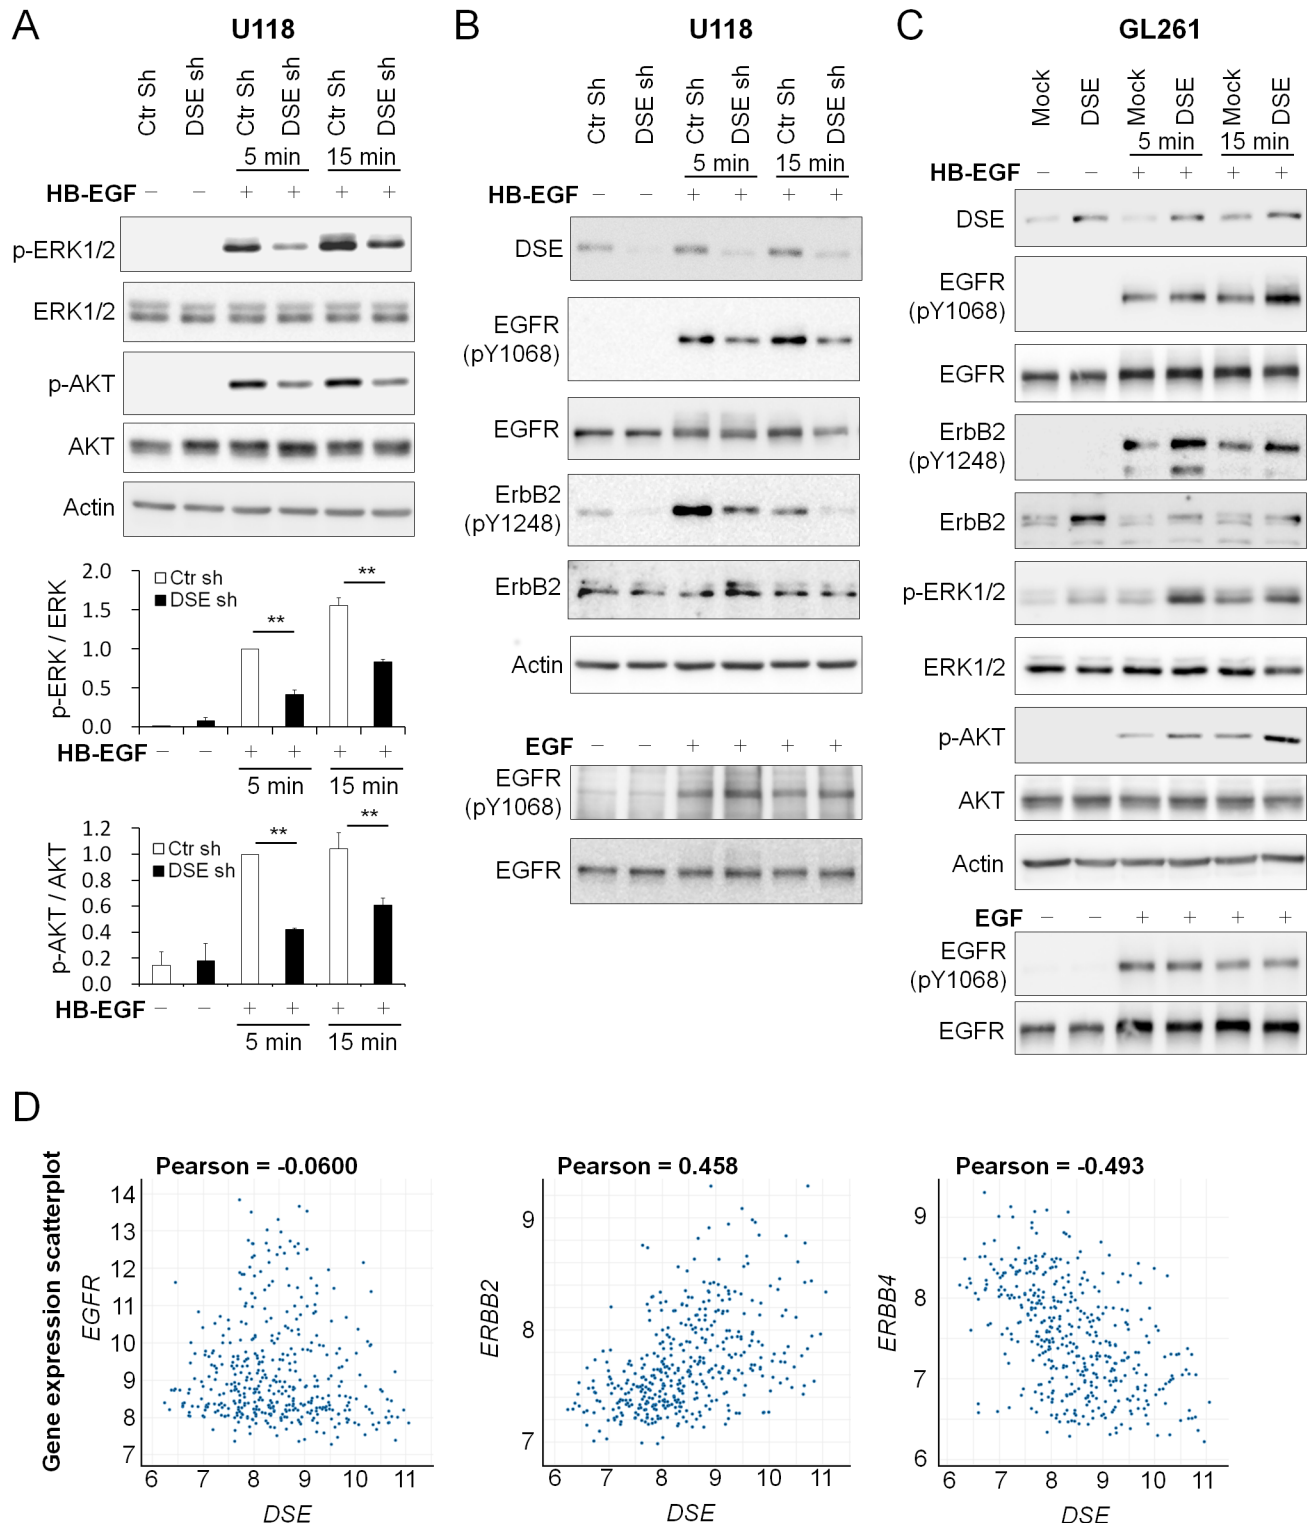 A
U118
Ctr Sh
DSE sh
Ctr Sh
DSE sh
Ctr Sh
DSE sh
5 min
15 min
HB-EGF − − + + + +
p-ERK1/2
ERK1/2
p-AKT
AKT
Actin
2.0
1.5
1.0
0.5
0.0
p-ERK / ERK
Ctr sh
DSE sh
**
**
HB-EGF − − + + + +
5 min
15 min
1.2
1.0
0.8
0.6
0.4
0.2
0.0
p-AKT / AKT
Ctr sh
DSE sh
**
**
HB-EGF − − + + + +
5 min
15 min
B
U118
Ctr Sh
DSE sh
Ctr Sh
DSE sh
Ctr Sh
DSE sh
5 min
15 min
HB-EGF − − + + + +
DSE
EGFR
(pY1068)
EGFR
ErbB2
(pY1248)
ErbB2
Actin
EGF − − + + + +
EGFR
(pY1068)
EGFR
C
GL261
Mock
DSE
Mock
DSE
Mock
DSE
5 min
15 min
HB-EGF − − + + + +
DSE
EGFR
(pY1068)
EGFR
ErbB2
(pY1248)
ErbB2
p-ERK1/2
ERK1/2
p-AKT
AKT
Actin
EGF − − + + + +
EGFR
(pY1068)
EGFR
D
Gene expression scatterplot
Pearson = -0.0600
EGFR
14
13
12
11
10
9
8
7
6 7 8 9 10 11
DSE
Pearson = 0.458
ERBB2
9
8
7
6 7 8 9 10 11
DSE
Pearson = -0.493
ERBB4
9
8
7
6
6 7 8 9 10 11
DSE